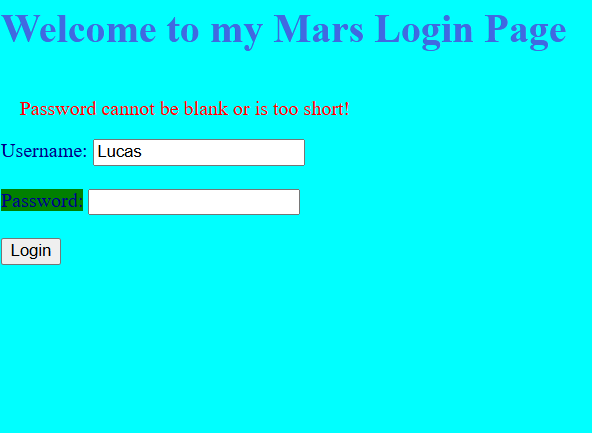 Welcome to my Mars Login Page
Password cannot be blank or is too short!
Username: Lucas
Password:
Login